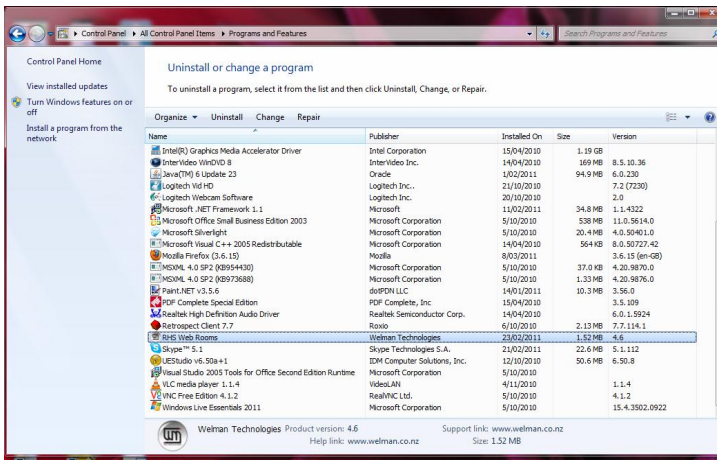 Control Panel ▸ All Control Panel Items ▸ Programs and Features
Search Programs and Features
Control Panel Home
View installed updates
Turn Windows features on or
off
Install a program from the
network
Uninstall or change a program
To uninstall a program, select it from the list and then click Uninstall, Change, or Repair.
Organize Uninstall Change Repair
Name Publisher Installed On Size Version
Intel(R) Graphics Media Accelerator Driver Intel Corporation 15/04/2010 1.19 GB
InterVideo WinDVD 8 InterVideo Inc. 14/04/2010 169 MB 8.5.10.36
Java(TM) 6 Update 23 Oracle 1/02/2011 94.9 MB 6.0.230
Logitech Vid HD Logitech Inc.. 21/10/2010 7.2 (7230)
Logitech Webcam Software Logitech Inc. 20/10/2010 2.0
Microsoft .NET Framework 1.1 Microsoft 11/02/2011 34.8 MB 1.1.4322
Microsoft Office Small Business Edition 2003 Microsoft Corporation 5/10/2010 538 MB 11.0.5614.0
Microsoft Silverlight Microsoft Corporation 5/10/2010 20.4 MB 4.0.50401.0
Microsoft Visual C++ 2005 Redistributable Microsoft Corporation 14/04/2010 564 KB 8.0.50727.42
Mozilla Firefox (3.6.15) Mozilla 8/03/2011 3.6.15 (en-GB)
MSXML 4.0 SP2 (KB954430) Microsoft Corporation 5/10/2010 37.0 KB 4.20.9870.0
MSXML 4.0 SP2 (KB973688) Microsoft Corporation 5/10/2010 1.33 MB 4.20.9876.0
Paint.NET v3.5.6 dotPDN LLC 14/01/2011 10.3 MB 3.56.0
PDF Complete Special Edition PDF Complete, Inc 15/04/2010 3.5.109
Realtek High Definition Audio Driver Realtek Semiconductor Corp. 14/04/2010 6.0.1.5924
Retrospect Client 7.7 Roxio 6/10/2010 2.13 MB 7.7.114.1
RHS Web Rooms Welman Technologies 23/02/2011 1.52 MB 4.6
Skype™ 5.1 Skype Technologies S.A. 21/02/2011 22.6 MB 5.1.112
UEStudio v6.50a+1 IDM Computer Solutions, Inc. 12/10/2010 50.6 MB 6.50.8
Visual Studio 2005 Tools for Office Second Edition Runtime Microsoft Corporation 5/10/2010
VLC media player 1.1.4 VideoLAN 4/11/2010 1.1.4
VNC Free Edition 4.1.2 RealVNC Ltd. 5/10/2010 4.1.2
Windows Live Essentials 2011 Microsoft Corporation 5/10/2010 15.4.3502.0922
Welman Technologies Product version: 4.6 Support link: www.welman.co.nz
Help link: www.welman.co.nz Size: 1.52 MB